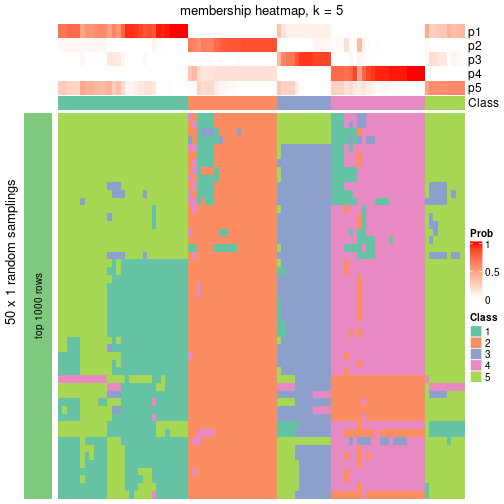 membership heatmap, k = 5
p1
p2
p3
p4
p5
Class
50 x 1 random samplings
top 1000 rows
Prob
1
0.5
0
Class
1
2
3
4
5